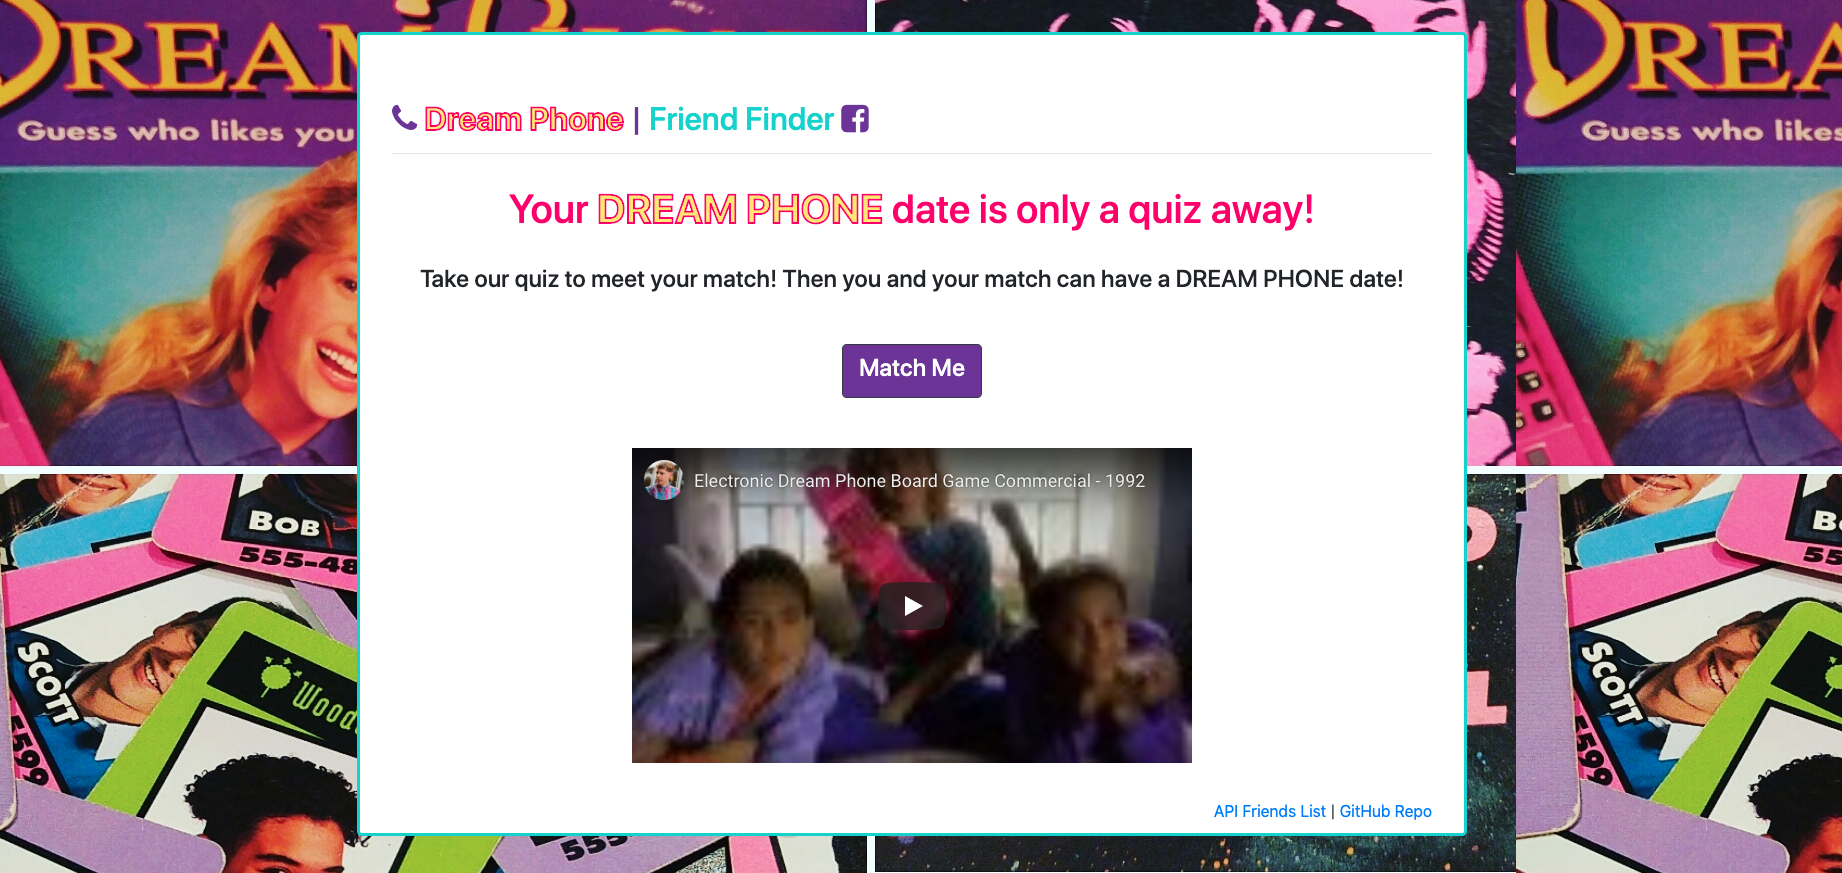 DREAM
Guess who likes you
DREA
Guess who likes
Dream Phone | Friend Finder
Your DREAM PHONE date is only a quiz away!
Take our quiz to meet your match! Then you and your match can have a DREAM PHONE date!
Match Me
Electronic Dream Phone Board Game Commercial - 1992
BOB
555-48
SCOTT
5599
Wood
555
B
55
SCOTT
5599
L
API Friends List | GitHub Repo